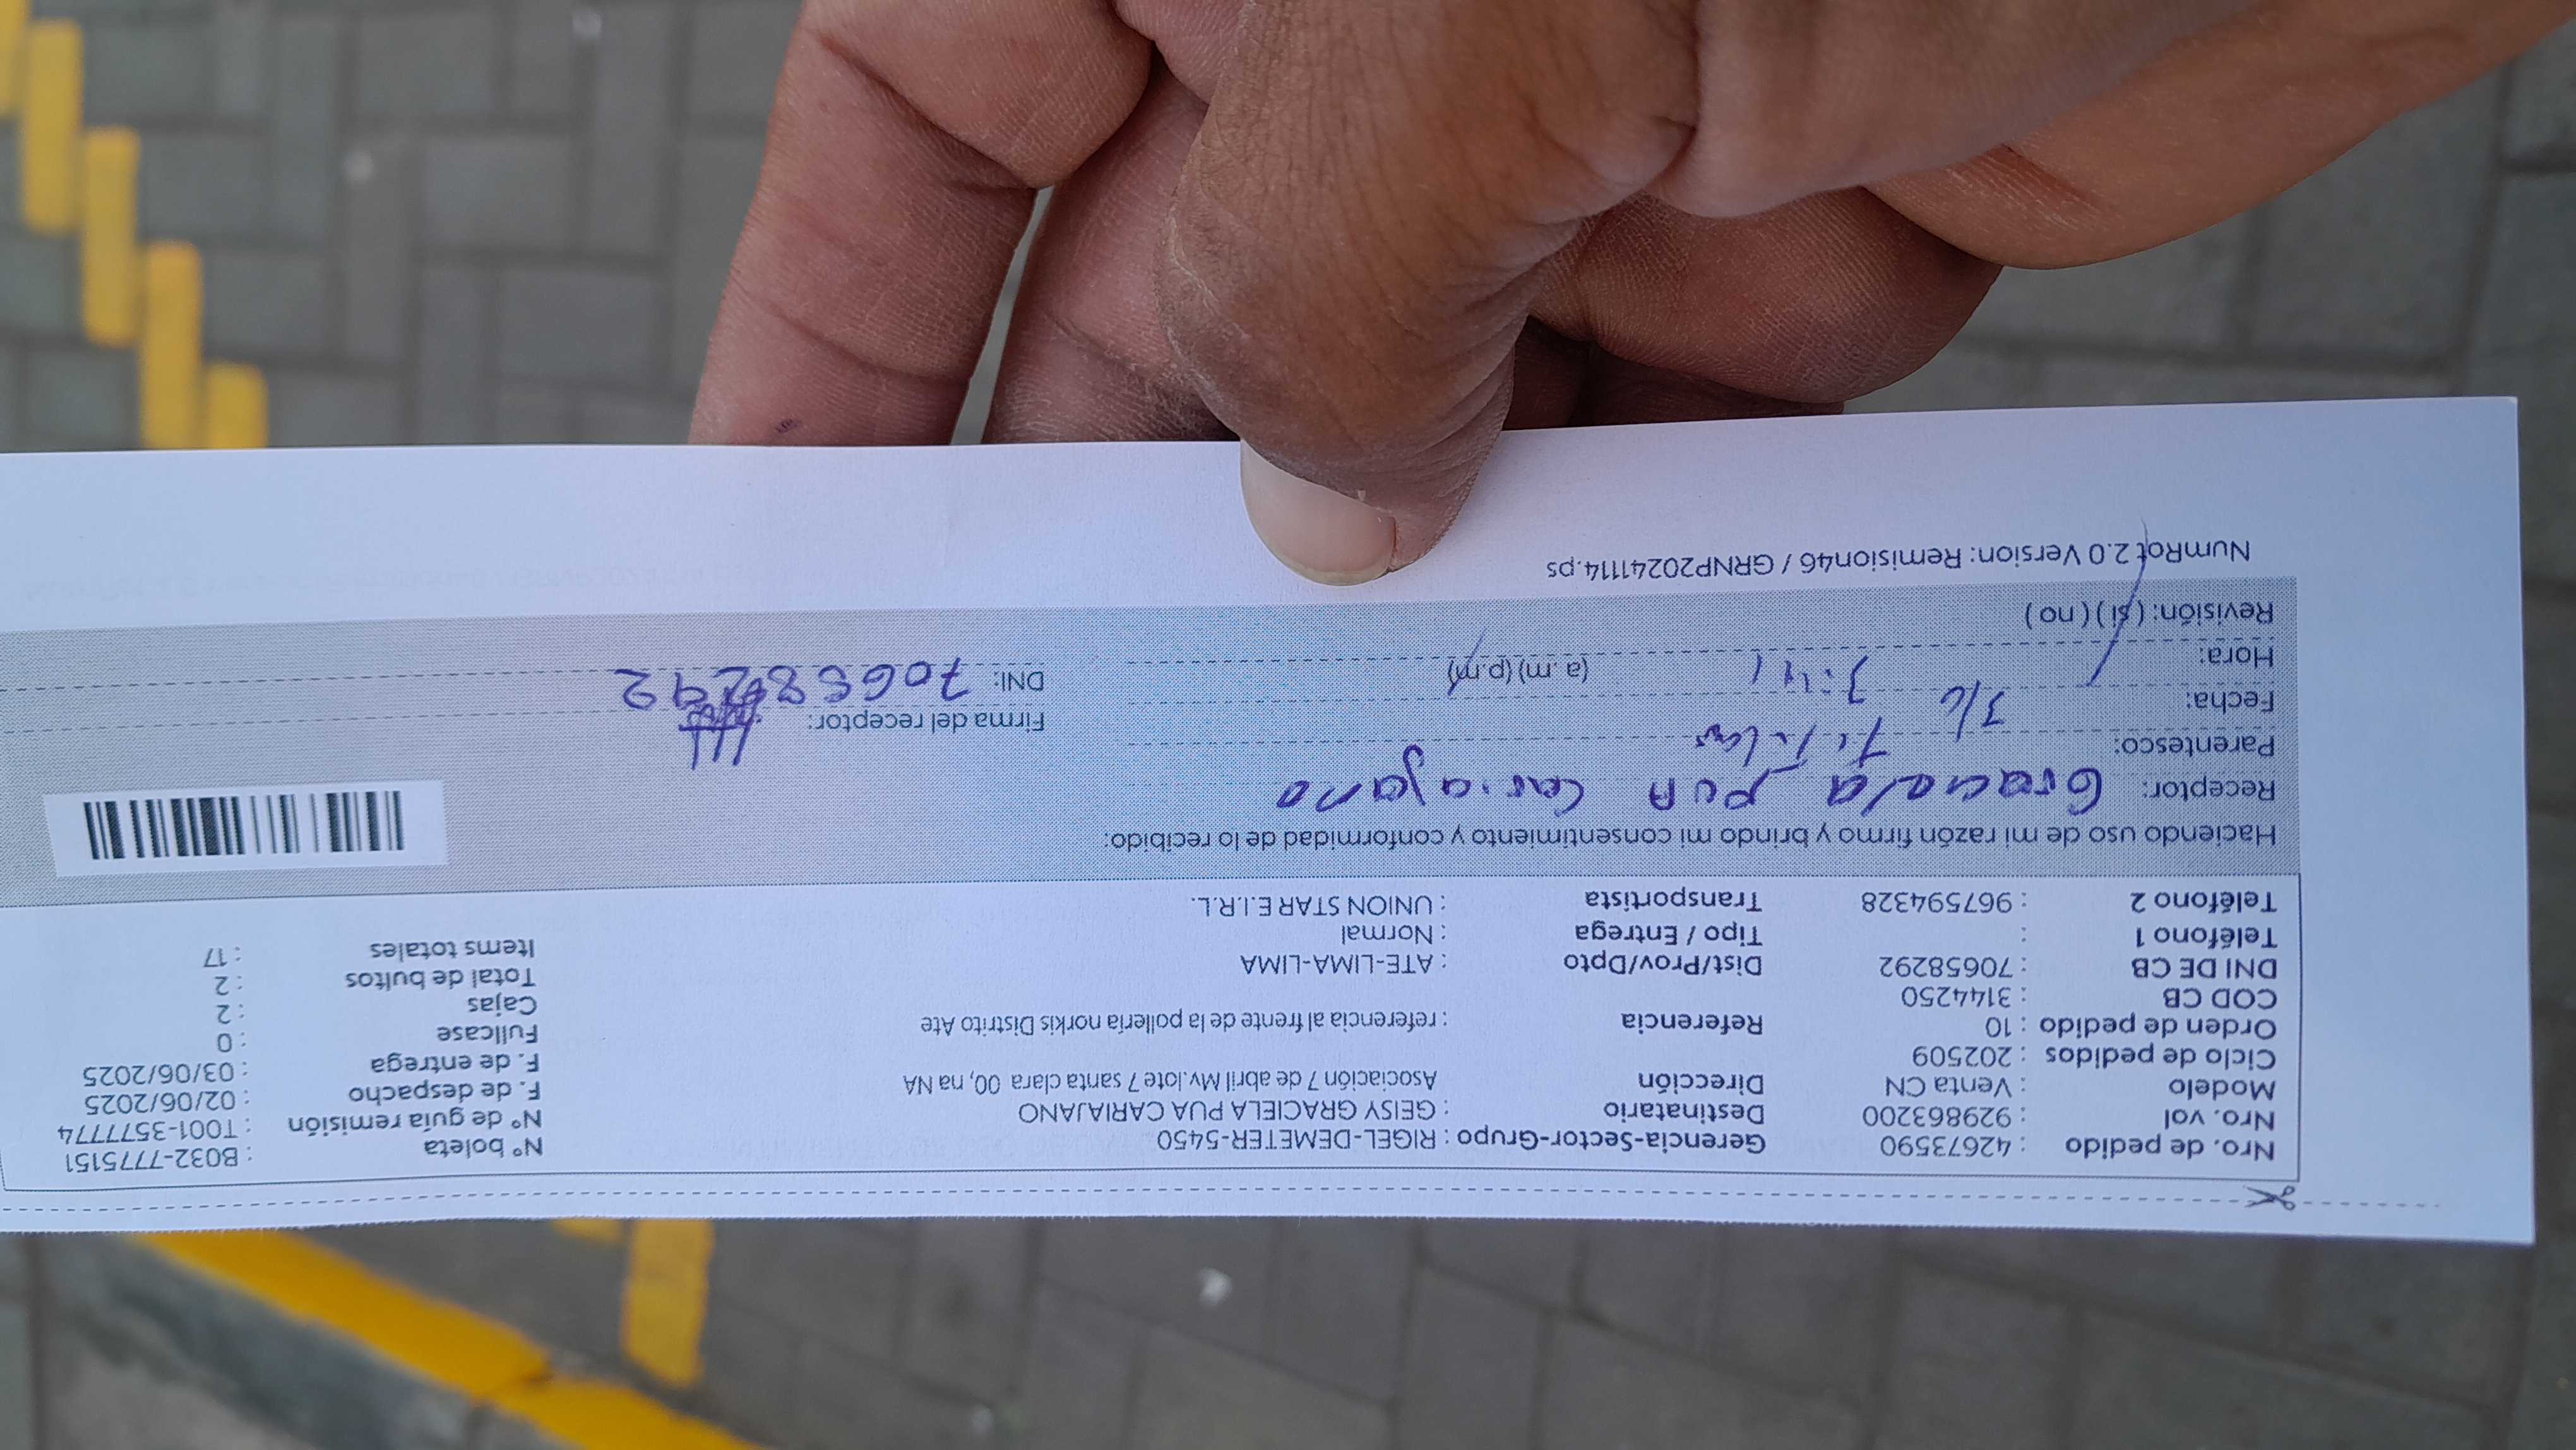 Nro. de pedido : 42673590 Gerencia-Sector-Grupo : RIGEL-DEMETER-5450 N° boleta : B032-7775151
Nro. vol : 929863200 Destinatario : GEISY GRACIELA PUA CARIAJANO N° de guía remisión : T001-3577774
Modelo : Venta CN Dirección Asociación 7 de abril Mv.lote 7 santa clara 00, na NA F. de despacho : 02/06/2025
Ciclo de pedidos : 202509 F. de entrega : 03/06/2025
Orden de pedido : 10 Referencia : referencia al frente de la pollería norkis Distrito Ate Fullcase : 0
COD CB : 3144250 Cajas : 2
DNI DE CB : 70658292 Dist/Prov/Dpto : ATE-LIMA-LIMA Total de bultos : 2
Teléfono 1 : Tipo / Entrega : Normal Items totales : 17
Teléfono 2 : 967594328 Transportista : UNION STAR E.I.R.L.
Haciendo uso de mi razón firmo y brindo mi consentimiento y conformidad de lo recibido:
Receptor: Graciela PUA Cariajano
Parentesco: Titular Firma del receptor:
Fecha: 3/6 DNI: 70658292
Hora: 3:41 (a.m) (p.m)
Revisión: (si) (no)
NumRot 2.0 Version: Remision46 / GRNP20241114.ps